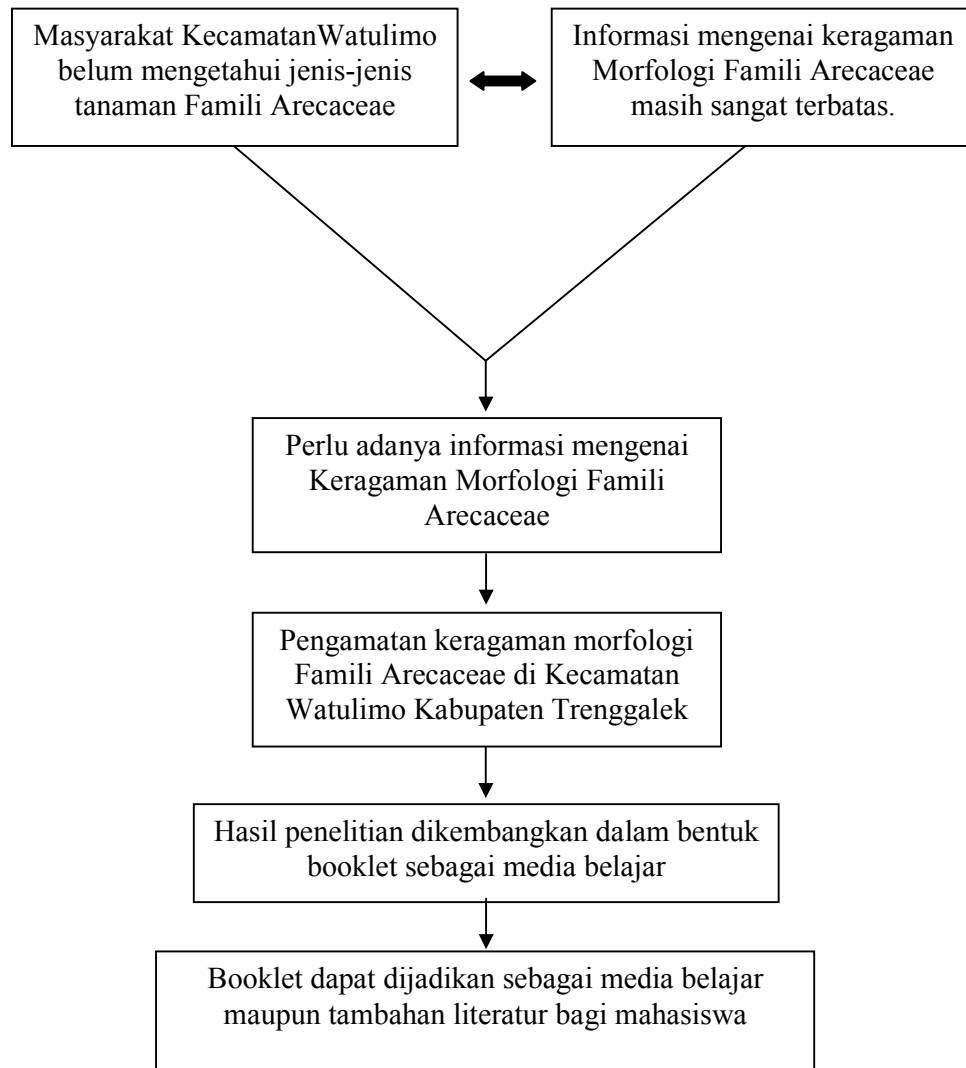 Masyarakat KecamatanWatulimo
belum mengetahui jenis-jenis
tanaman Famili Arecaceae
Informasi mengenai keragaman
Morfologi Famili Arecaceae
masih sangat terbatas.
Perlu adanya informasi mengenai
Keragaman Morfologi Famili
Arecaceae
Pengamatan keragaman morfologi
Famili Arecaceae di Kecamatan
Watulimo Kabupaten Trenggalek
Hasil penelitian dikembangkan dalam bentuk
booklet sebagai media belajar
Booklet dapat dijadikan sebagai media belajar
maupun tambahan literatur bagi mahasiswa